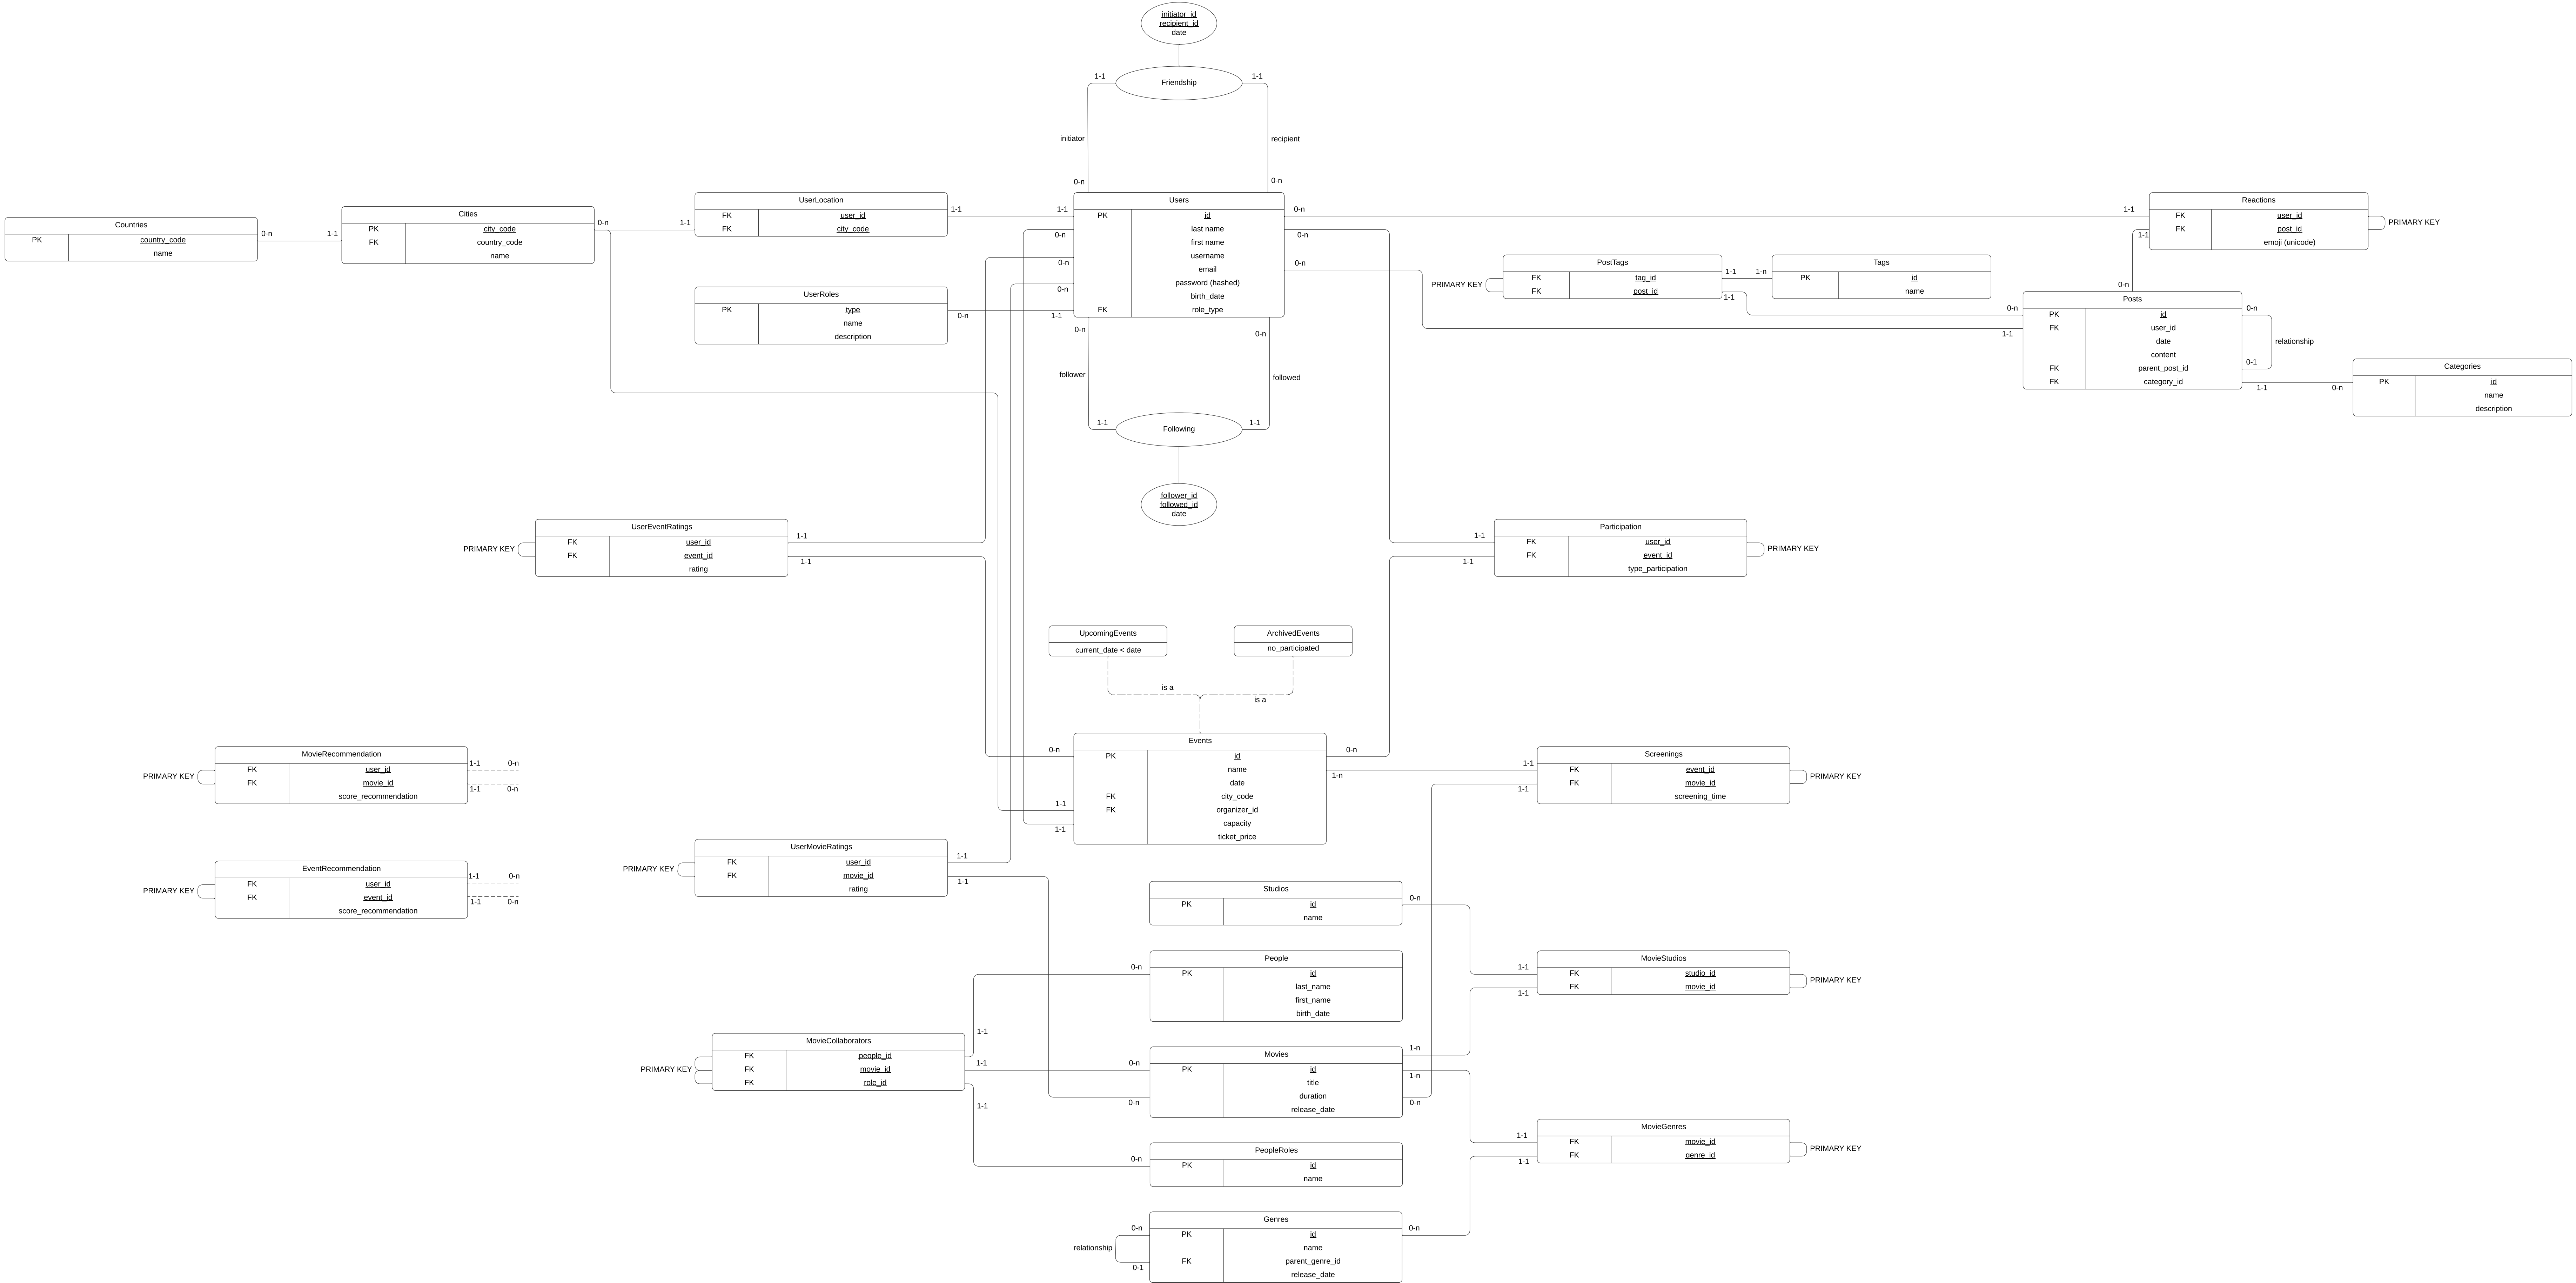 initiator_id
recipient_id
date
Friendship
1-1
1-1
initiator
recipient
0-n
0-n
Countries
PK country_code
name
0-n
1-1
Cities
PK city_code
FK country_code
name
0-n
1-1
UserLocation
FK user_id
FK city_code
1-1
1-1
UserRoles
PK type
name
description
0-n
1-1
Users
PK id
last name
first name
username
email
password (hashed)
birth_date
FK role_type
0-n
0-n
0-n
0-n
0-n
0-n
0-n
0-n
follower
followed
1-1
1-1
Following
follower_id
followed_id
date
Reactions
FK user_id
FK post_id
emoji (unicode)
PRIMARY KEY
1-1
1-1
0-n
PostTags
FK tag_id
FK post_id
PRIMARY KEY
1-1
1-n
1-1
Tags
PK id
name
Posts
PK id
FK user_id
date
content
FK parent_post_id
FK category_id
0-n
1-1
0-n
relationship
0-1
1-1
0-n
Categories
PK id
name
description
UserEventRatings
FK user_id
FK event_id
rating
PRIMARY KEY
1-1
1-1
Participation
FK user_id
FK event_id
type_participation
PRIMARY KEY
1-1
1-1
UpcomingEvents
current_date < date
ArchivedEvents
no_participated
is a
is a
Events
PK id
name
date
FK city_code
FK organizer_id
capacity
ticket_price
0-n
1-1
1-1
0-n
1-n
Screenings
FK event_id
FK movie_id
screening_time
PRIMARY KEY
1-1
1-1
MovieRecommendation
FK user_id
FK movie_id
score_recommendation
PRIMARY KEY
1-1
0-n
1-1
0-n
EventRecommendation
FK user_id
FK event_id
score_recommendation
PRIMARY KEY
1-1
0-n
1-1
0-n
UserMovieRatings
FK user_id
FK movie_id
rating
PRIMARY KEY
1-1
1-1
Studios
PK id
name
0-n
People
PK id
last_name
first_name
birth_date
0-n
MovieStudios
FK studio_id
FK movie_id
PRIMARY KEY
1-1
1-1
MovieCollaborators
FK people_id
FK movie_id
FK role_id
PRIMARY KEY
1-1
1-1
1-1
Movies
PK id
title
duration
release_date
0-n
0-n
1-n
1-n
0-n
PeopleRoles
PK id
name
0-n
MovieGenres
FK movie_id
FK genre_id
PRIMARY KEY
1-1
1-1
Genres
PK id
name
FK parent_genre_id
release_date
0-n
relationship
0-1
0-n